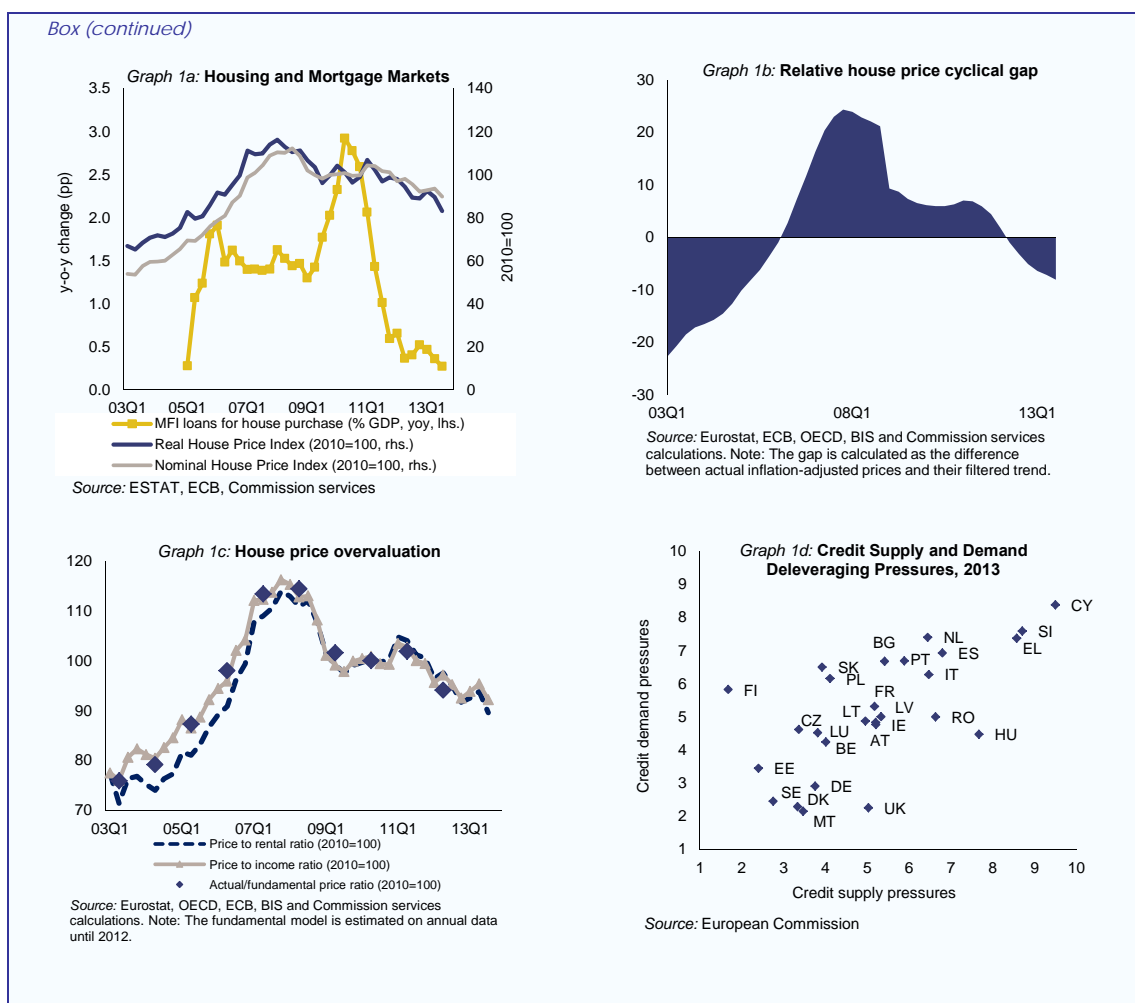 Box (continued)
Graph 1a: Housing and Mortgage Markets
3.5
3.0
2.5
2.0
1.5
1.0
0.5
0.0
y-o-y change (pp)
140
120
100
80
60
40
20
0
2010=100
03Q1 05Q1 07Q1 09Q1 11Q1 13Q1
MFI loans for house purchase (% GDP, yoy, lhs.)
Real House Price Index (2010=100, rhs.)
Nominal House Price Index (2010=100, rhs.)
Source: ESTAT, ECB, Commission services
Graph 1b: Relative house price cyclical gap
30
20
10
0
-10
-20
-30
03Q1 08Q1 13Q1
Source: Eurostat, ECB, OECD, BIS and Commission services
calculations. Note: The gap is calculated as the difference
between actual inflation-adjusted prices and their filtered trend.
Graph 1c: House price overvaluation
120
110
100
90
80
70
03Q1 05Q1 07Q1 09Q1 11Q1 13Q1
Price to rental ratio (2010=100)
Price to income ratio (2010=100)
Actual/fundamental price ratio (2010=100)
Source: Eurostat, OECD, ECB, BIS and Commission services
calculations. Note: The fundamental model is estimated on annual data
until 2012.
Graph 1d: Credit Supply and Demand
Deleveraging Pressures, 2013
10
9
8
7
6
5
4
3
2
1
Credit demand pressures
CY
SI
EL
NL
BG
ES
PT
SK
IT
PL
FI
FR
LV
LT
RO
CZ
IE
LU
HU
AT
BE
EE
DE
SE
DK
UK
MT
1 2 3 4 5 6 7 8 9 10
Credit supply pressures
Source: European Commission